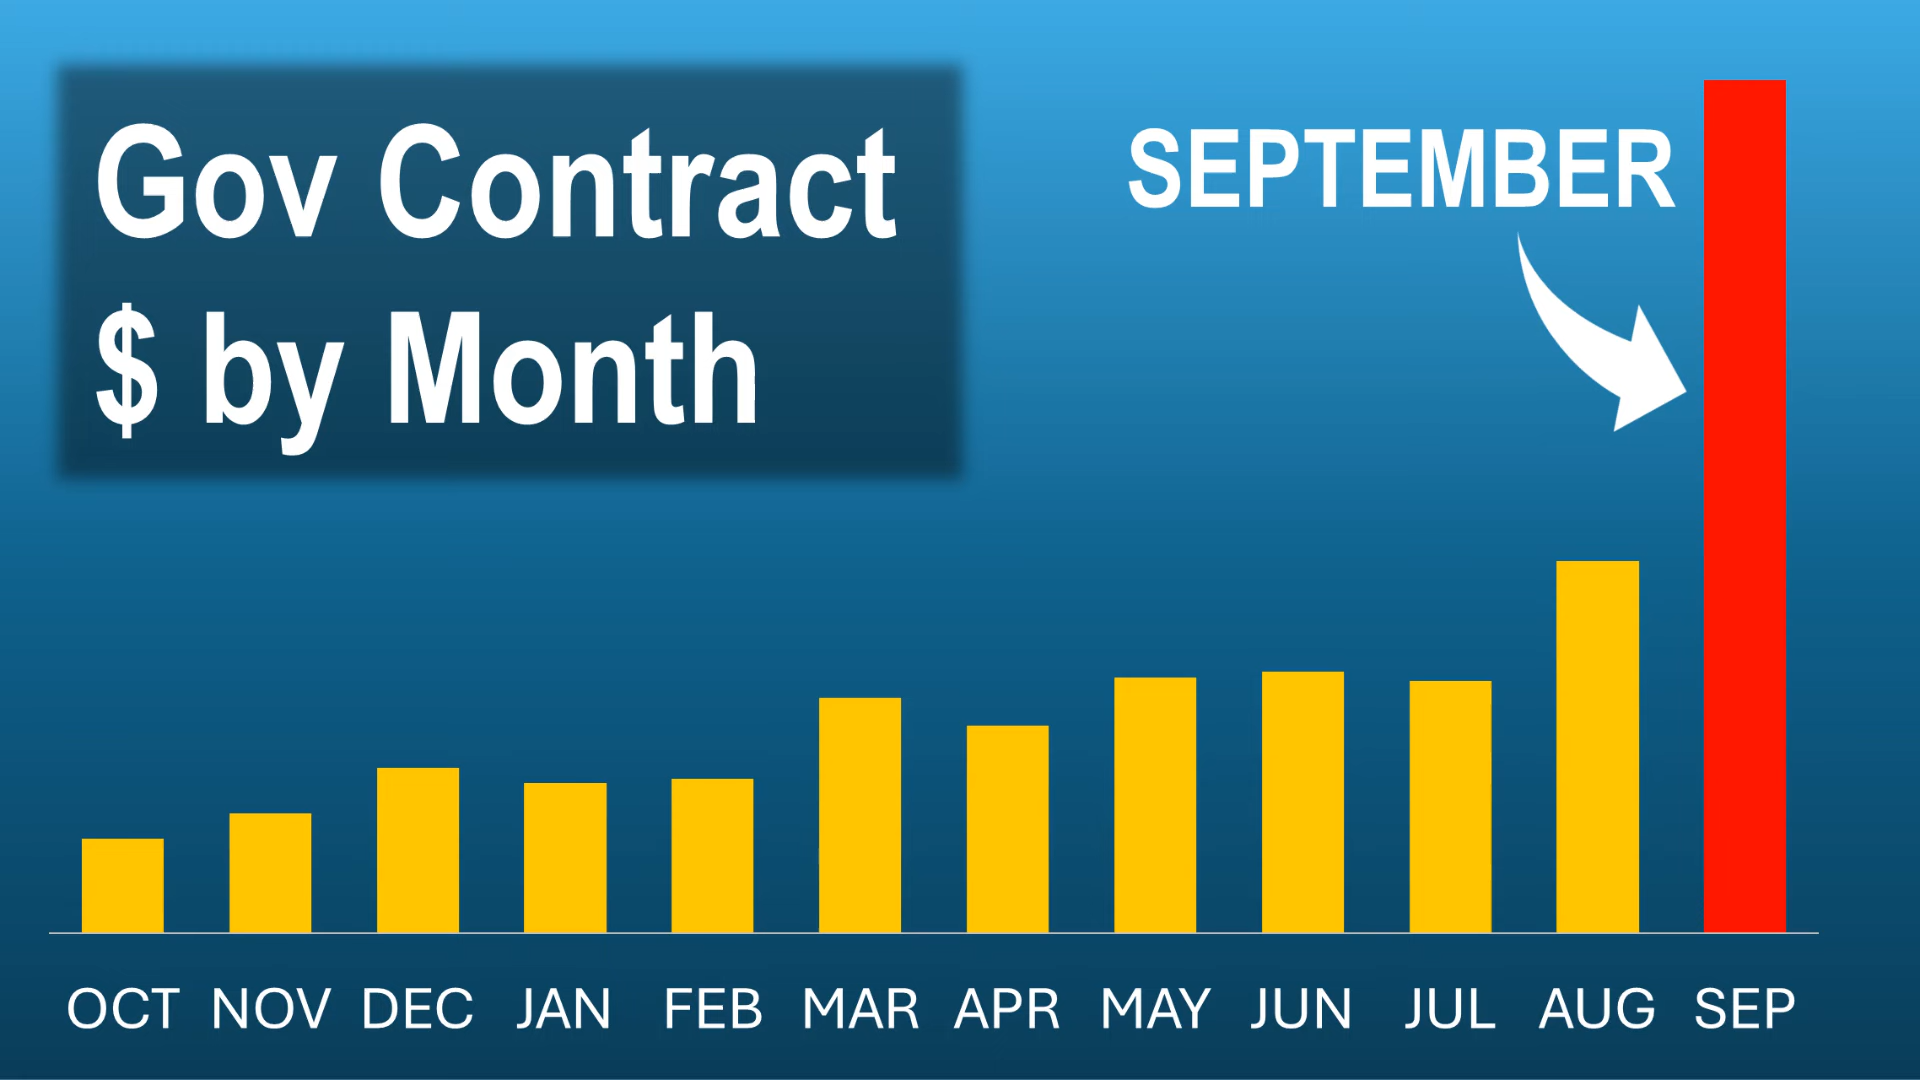 Gov Contract
$ by Month
SEPTEMBER
OCT NOV DEC JAN FEB MAR APR MAY JUN JUL AUG SEP